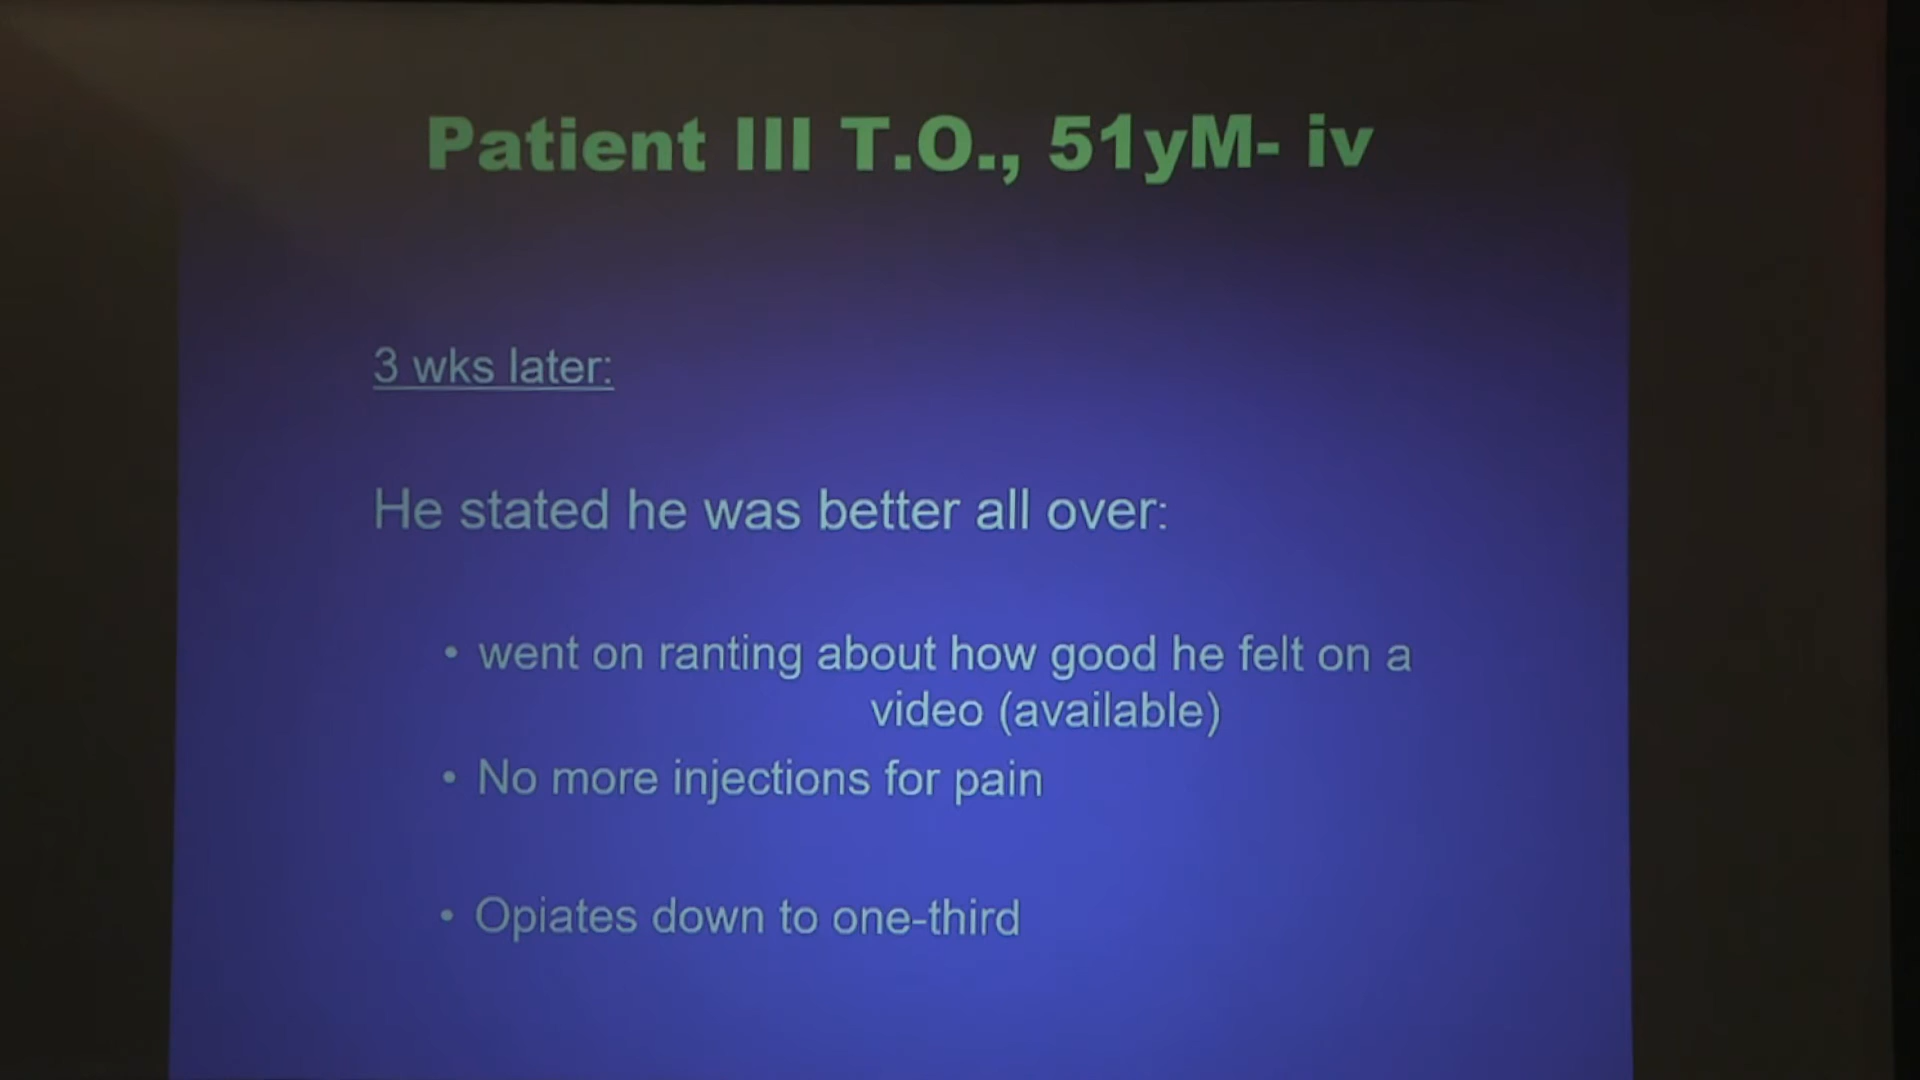 Patient III T.O., 51yM- iv
3 wks later:
He stated he was better all over:
• went on ranting about how good he felt on a
video (available)
• No more injections for pain
• Opiates down to one-third